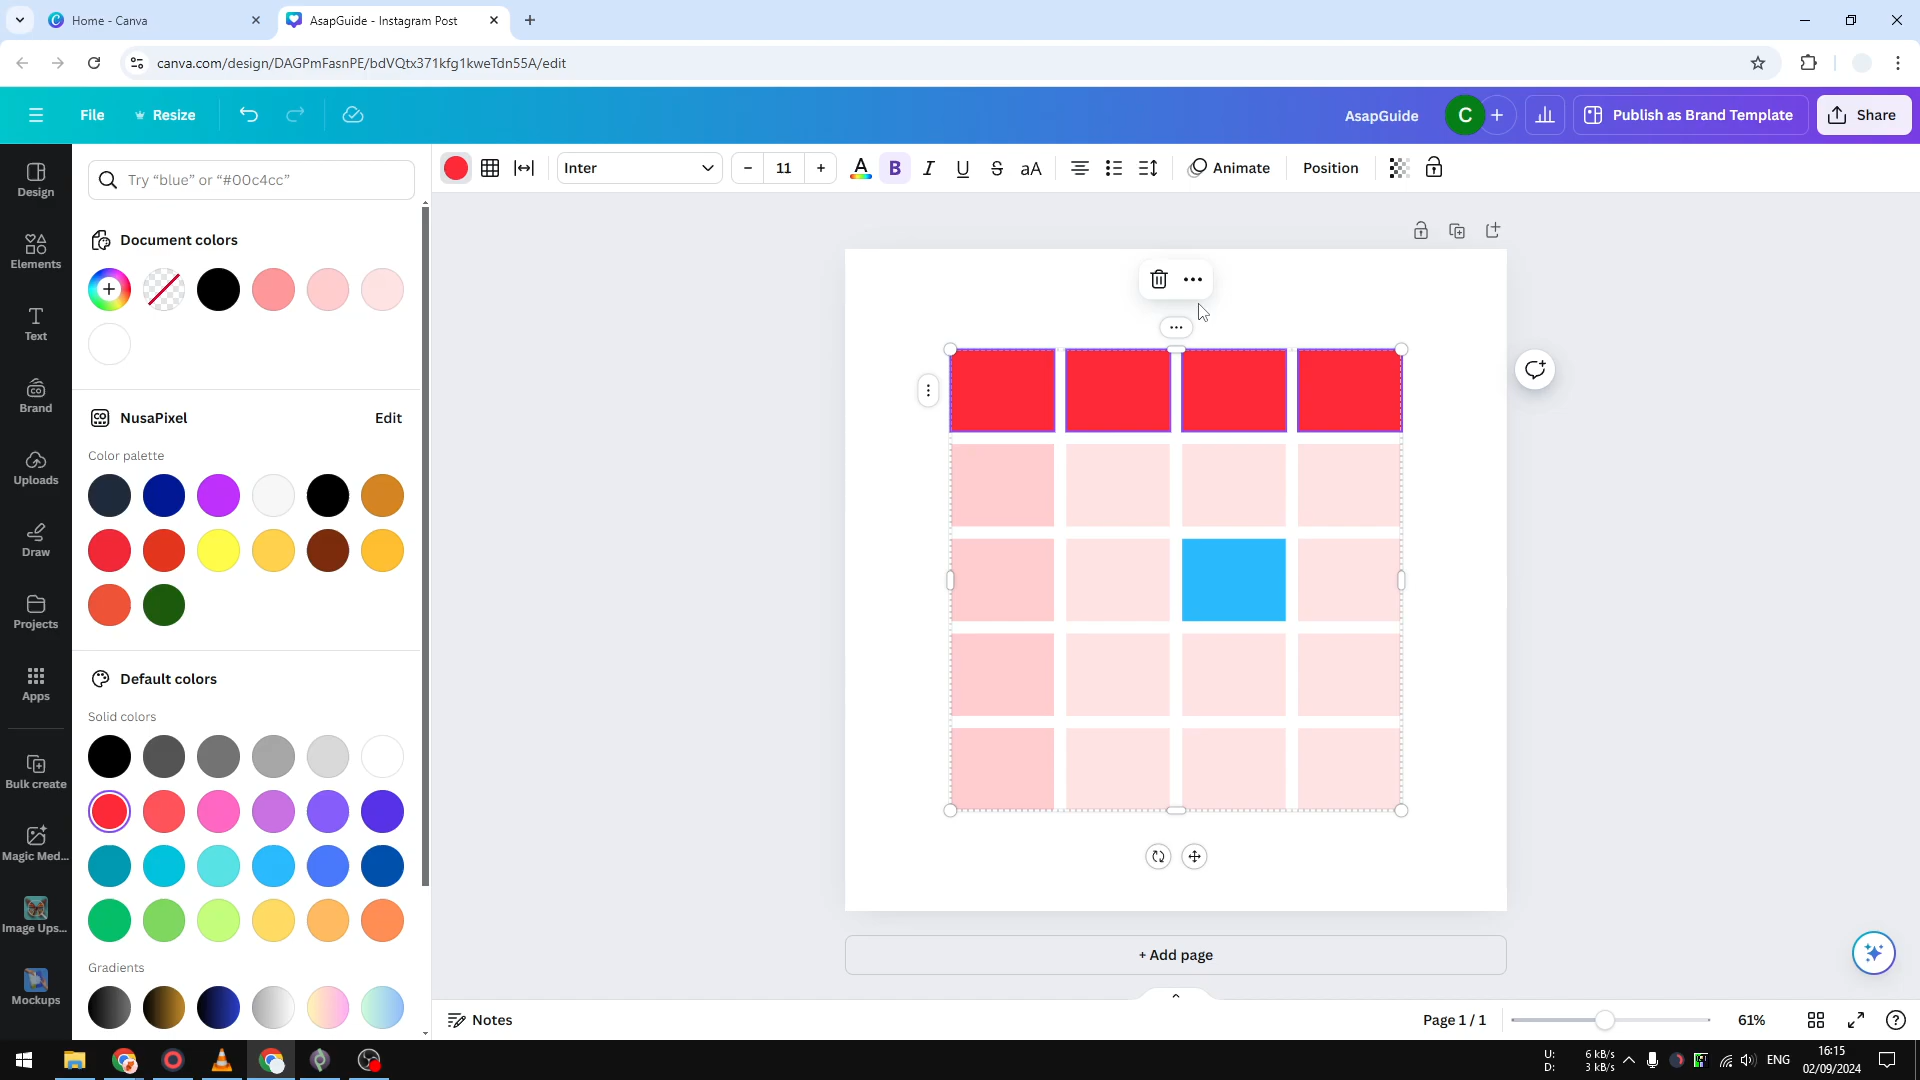 Home - Canva
AsapGuide - Instagram Post
canva.com/design/DAGPmFasnPE/bdVQtx371kfg1kweTdn55A/edit
File
Resize
AsapGuide
C
Publish as Brand Template
Share
Design
Elements
Text
Brand
Uploads
Draw
Projects
Apps
Bulk create
Magic Med...
Image Ups...
Mockups
Try “blue” or “#00c4cc”
Document colors
NusaPixel
Edit
Color palette
Default colors
Solid colors
Gradients
Inter
11
A
B
I
U
S
aA
Animate
Position
+ Add page
Notes
Page 1 / 1
61%
U:
D:
6 kB/s
3 kB/s
ENG
16:15
02/09/2024